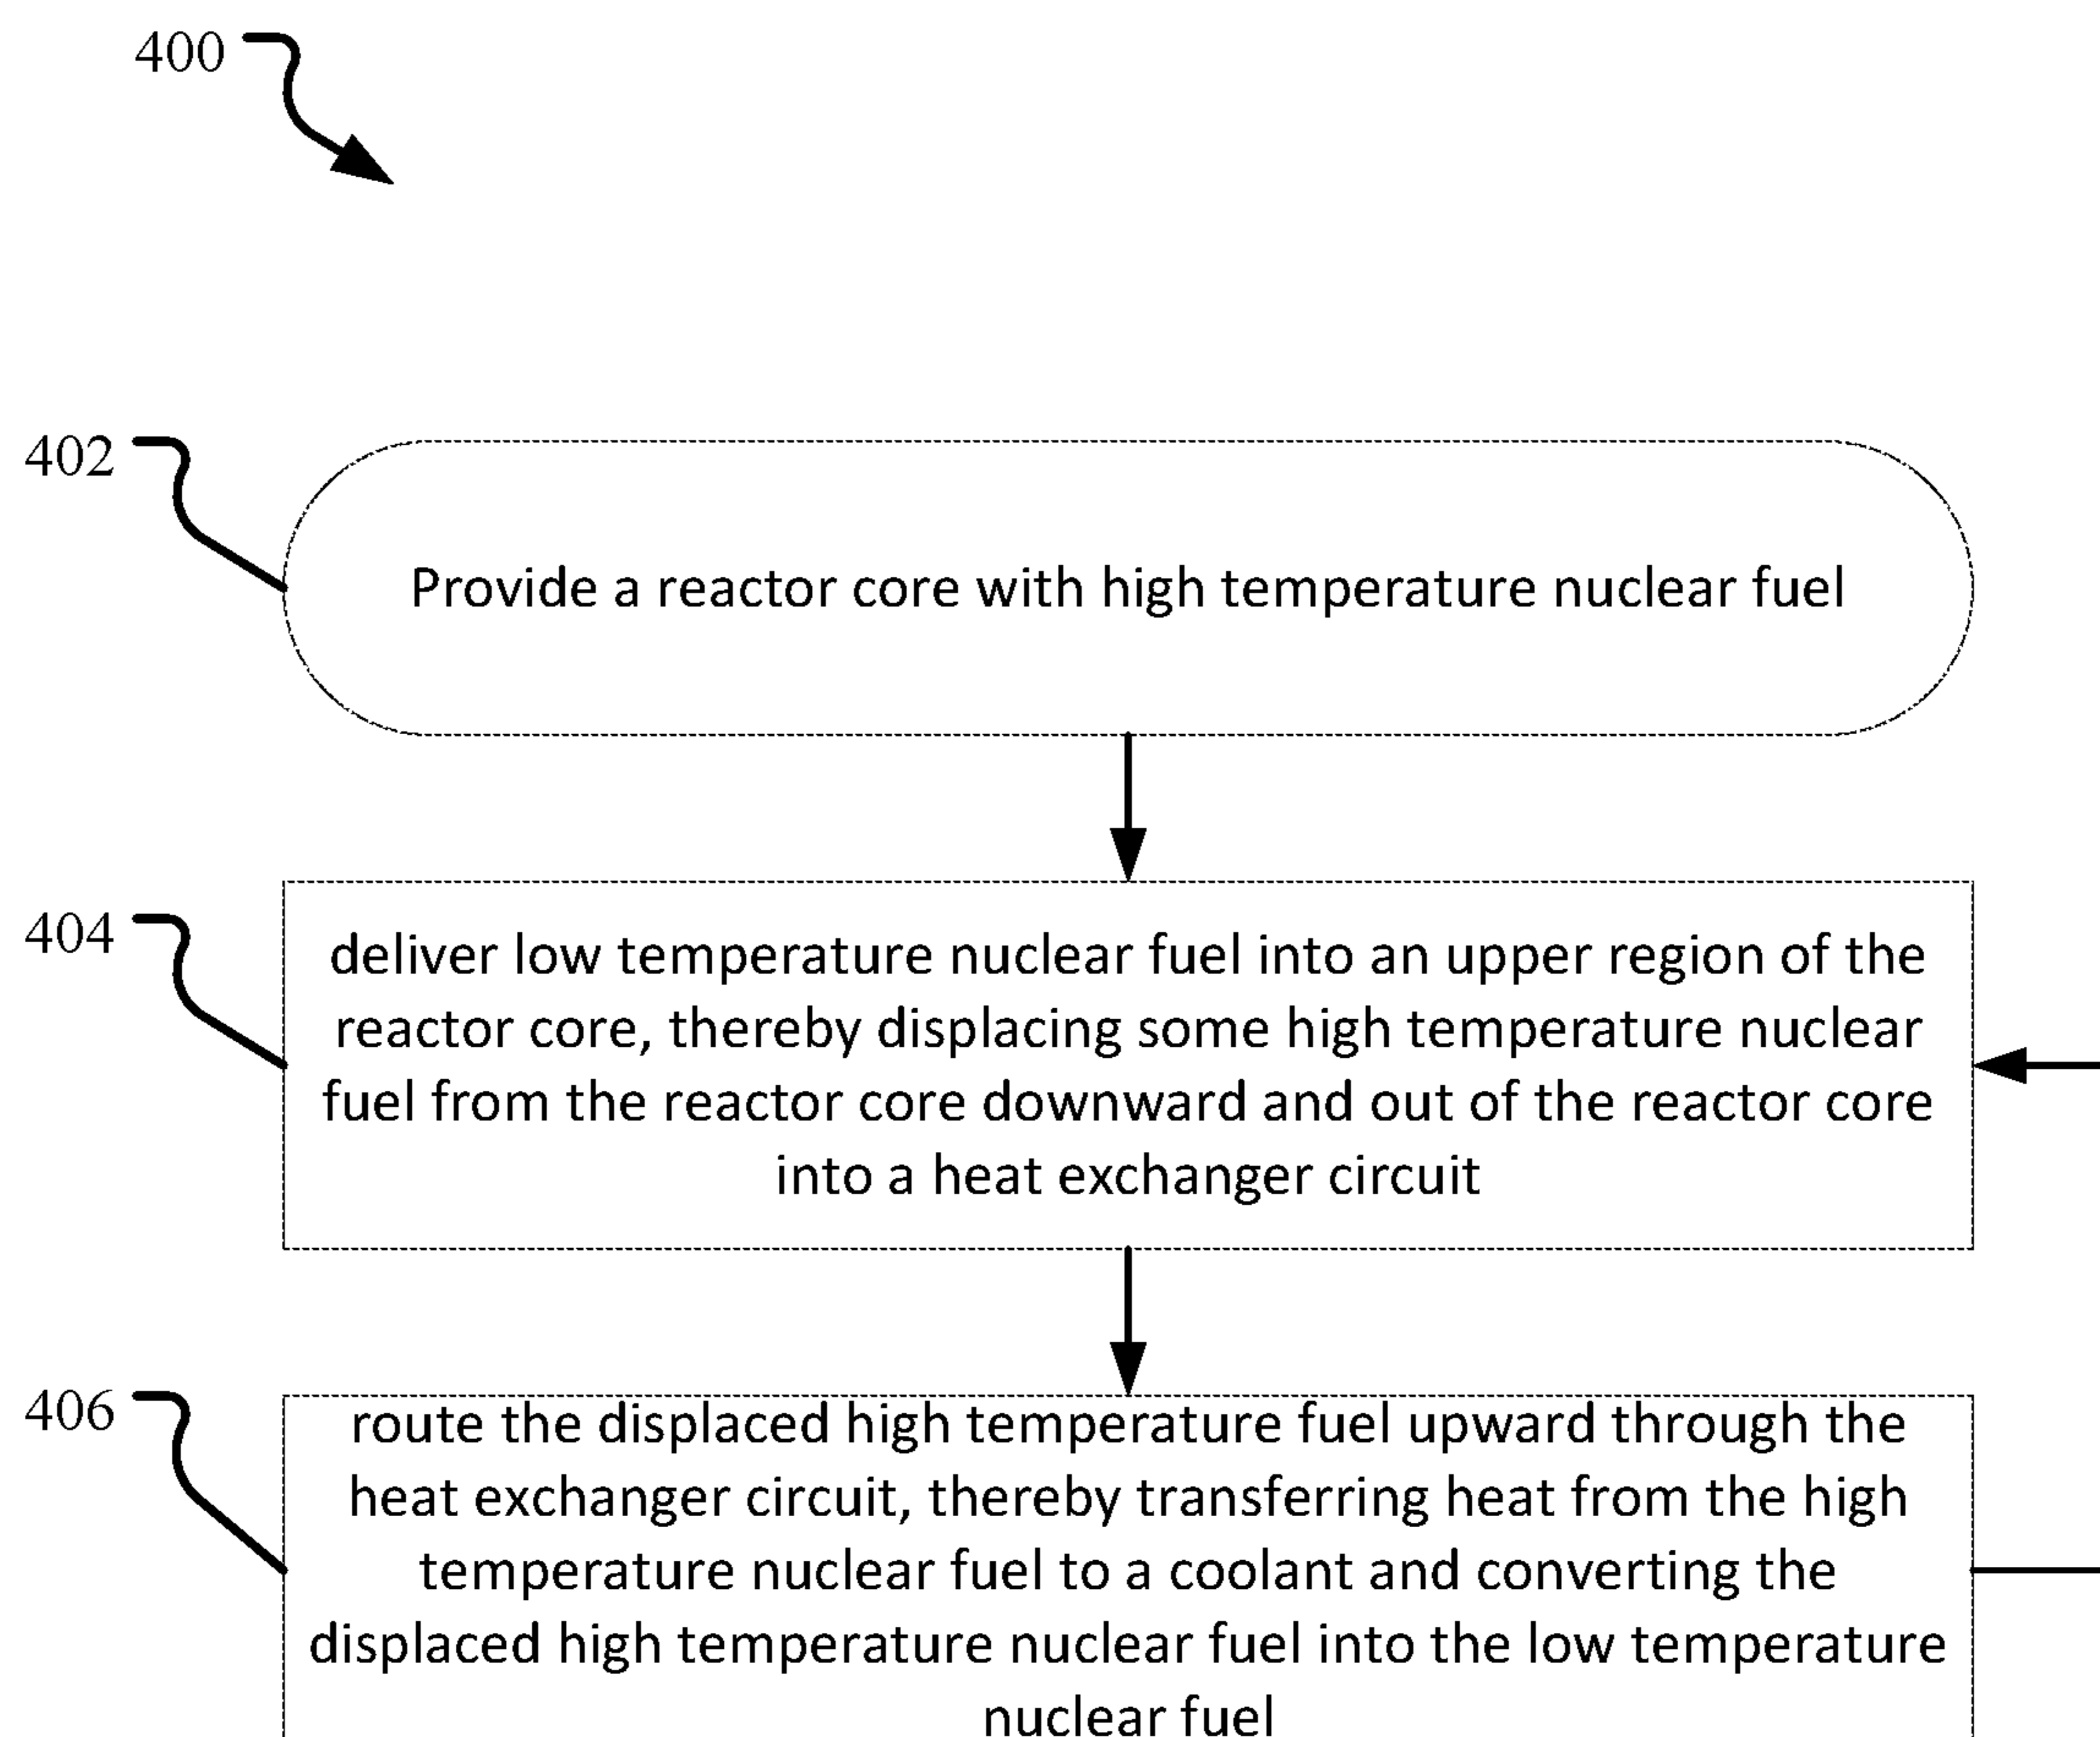 400
402
Provide a reactor core with high temperature nuclear fuel
404
deliver low temperature nuclear fuel into an upper region of the
reactor core, thereby displacing some high temperature nuclear
fuel from the reactor core downward and out of the reactor core
into a heat exchanger circuit
406
route the displaced high temperature fuel upward through the
heat exchanger circuit, thereby transferring heat from the high
temperature nuclear fuel to a coolant and converting the
displaced high temperature nuclear fuel into the low temperature
nuclear fuel